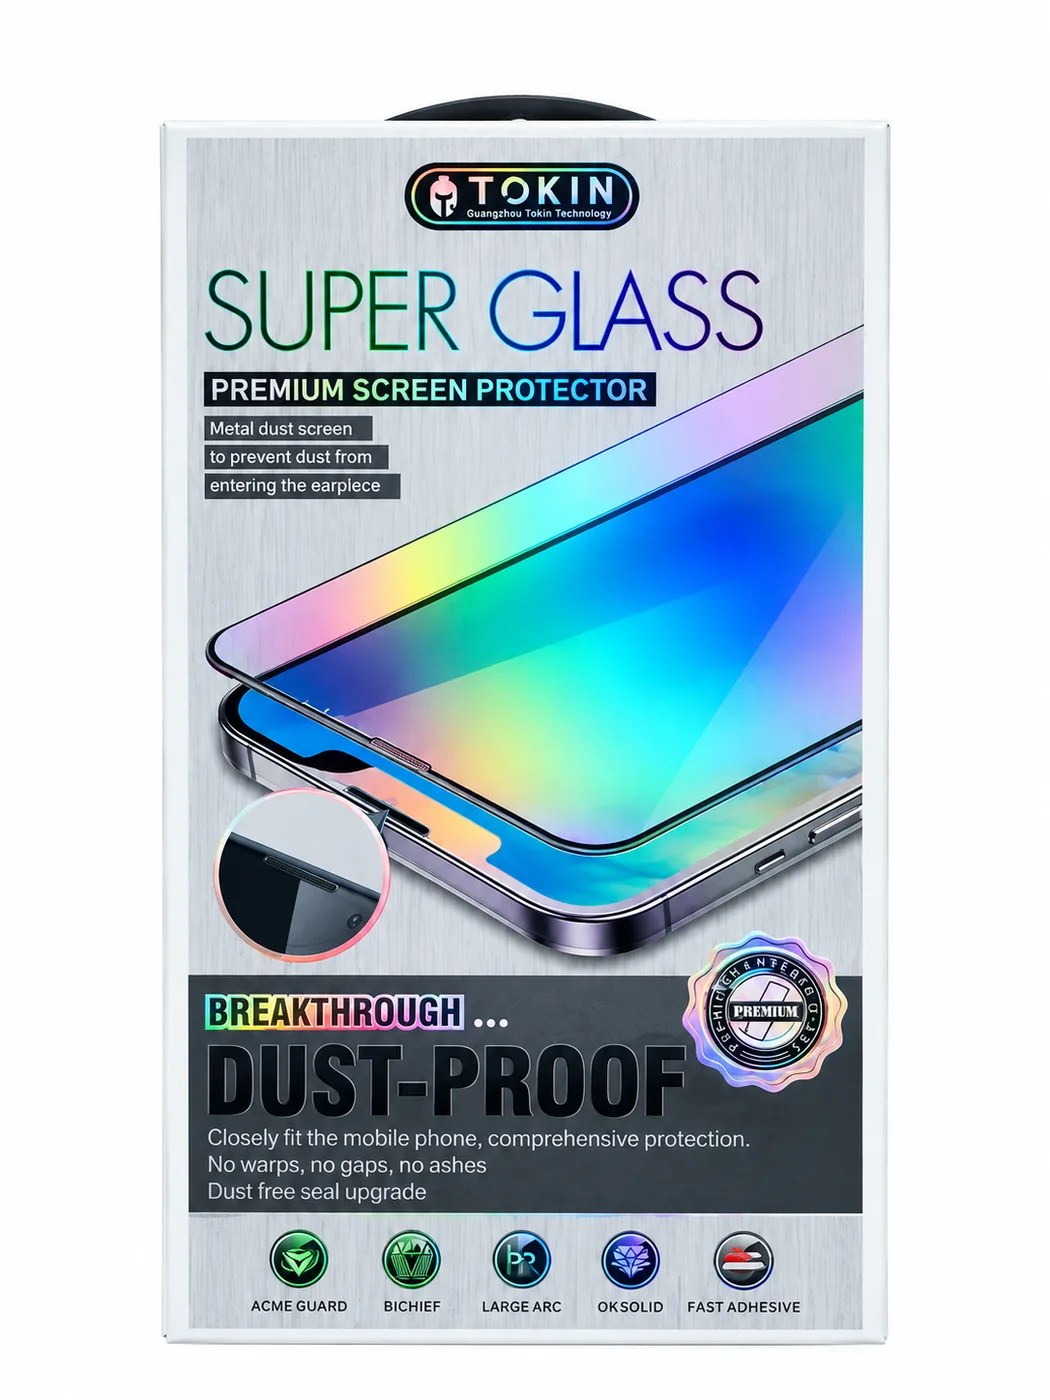 TOKIN
Guangzhou Tokin Technology
SUPER GLASS
PREMIUM SCREEN PROTECTOR
Metal dust screen
to prevent dust from
entering the earplece
PREMIUM
BREAKTHROUGH ...
DUST-PROOF
Closely fit the mobile phone, comprehensive protection.
No warps, no gaps, no ashes
Dust free seal upgrade
ACME GUARD
BICHIEF
LARGE ARC
OKSOLID
FAST ADHESIVE